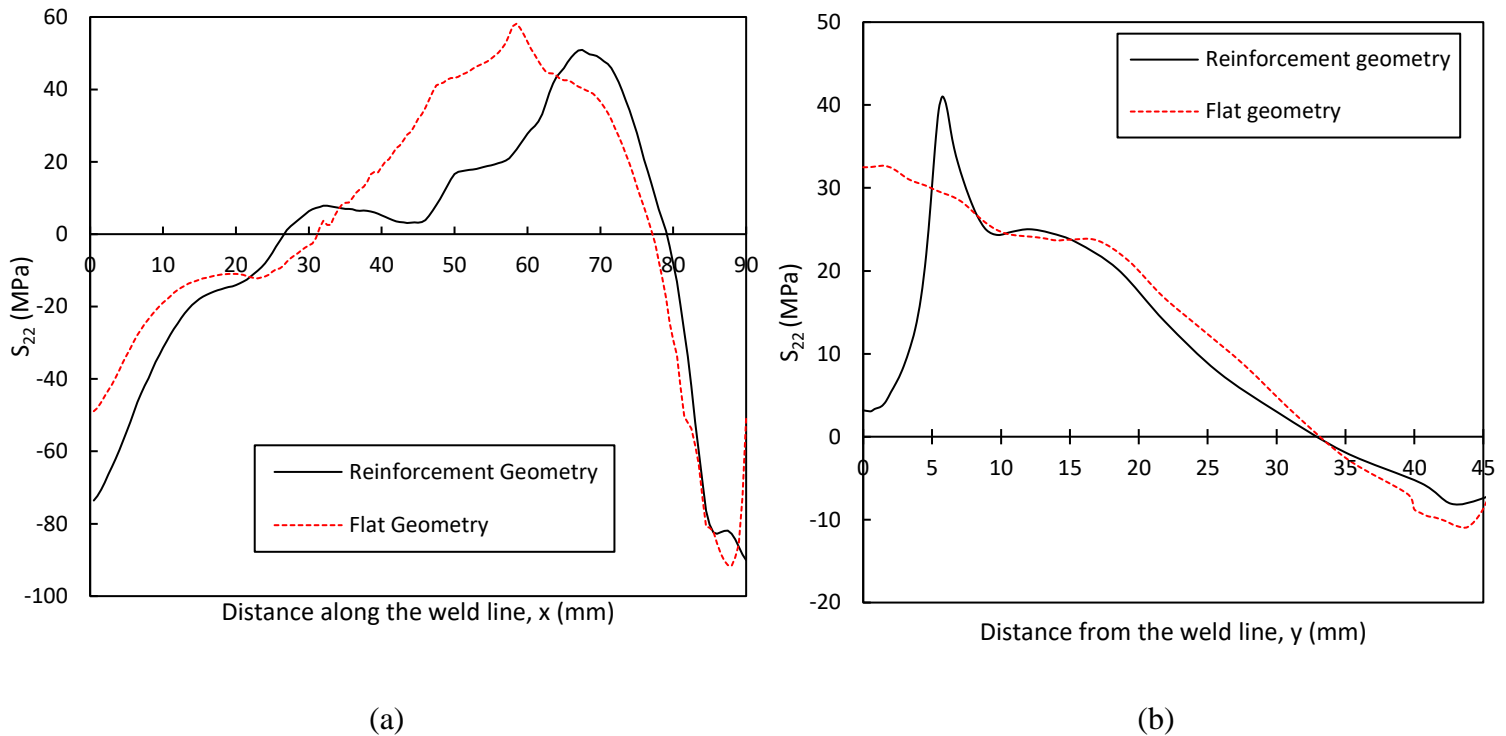 60
40
20
0
-20
-40
-60
-80
-100
0 10 20 30 40 50 60 70 80 90
S22 (MPa)
Distance along the weld line, x (mm)
Reinforcement Geometry
Flat Geometry
(a)
50
40
30
20
10
0
-10
-20
0 5 10 15 20 25 30 35 40 45
S22 (MPa)
Distance from the weld line, y (mm)
Reinforcement geometry
Flat geometry
(b)